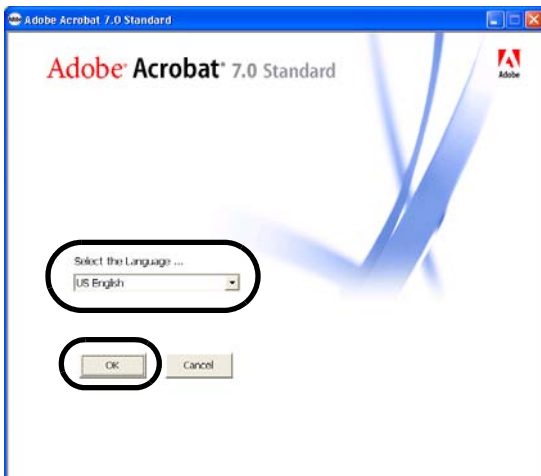 Adobe Acrobat 7.0 Standard
Adobe® Acrobat® 7.0 Standard
Adobe
Select the Language ...
US English
OK
Cancel